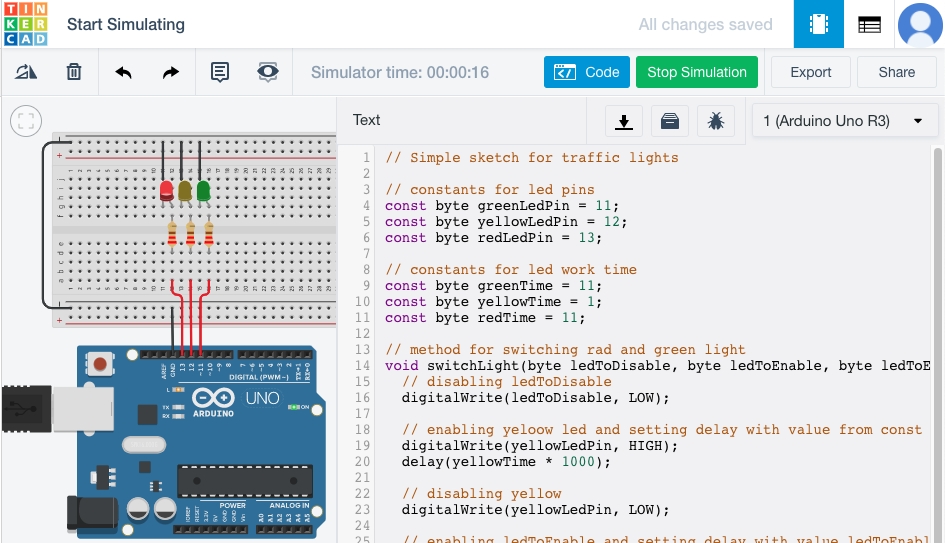 TIN
KER
CAD
Start Simulating
All changes saved
Simulator time: 00:00:16
Code
Stop Simulation
Export
Share
Text
1 (Arduino Uno R3)
1 // Simple sketch for traffic lights
2
3 // constants for led pins
4 const byte greenLedPin = 11;
5 const byte yellowLedPin = 12;
6 const byte redLedPin = 13;
7
8 // constants for led work time
9 const byte greenTime = 11;
10 const byte yellowTime = 1;
11 const byte redTime = 11;
12
13 // method for switching rad and green light
14 void switchLight(byte ledToDisable, byte ledToEnable, byte ledToE
15 // disabling ledToDisable
16 digitalWrite(ledToDisable, LOW);
17
18 // enabling yeloow led and setting delay with value from const
19 digitalWrite(yellowLedPin, HIGH);
20 delay(yellowTime * 1000);
21
22 // disabling yellow
23 digitalWrite(yellowLedPin, LOW);
24
25 // enabling ledToEnable and setting delay with value ledToEnabl
AREF
GND
13
12
~11
~10
~9
8
7
~6
~5
4
~3
2
TX→1
RX←0
DIGITAL (PWM~)
L
TX
RX
ARDUINO
UNO
ON
POWER
ANALOG IN
IOREF
RESET
3.3V
5V
GND
GND
Vin
A0
A1
A2
A3
A4
A5